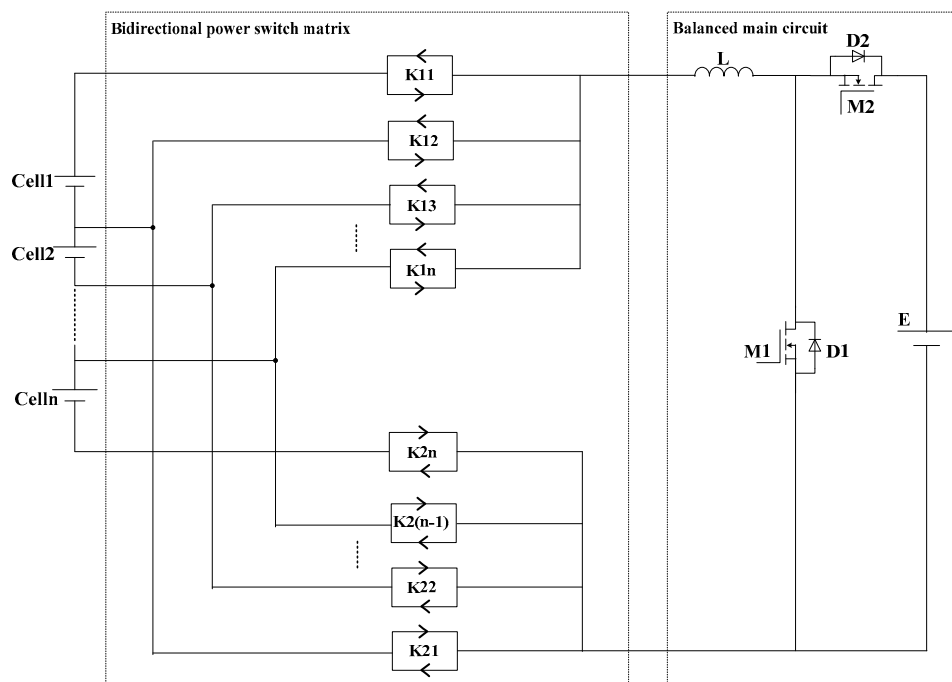 Bidirectional power switch matrix
Balanced main circuit
K11
K12
K13
K1n
K2n
K2(n-1)
K22
K21
Cell1
Cell2
Celln
L
D2
M2
M1
D1
E